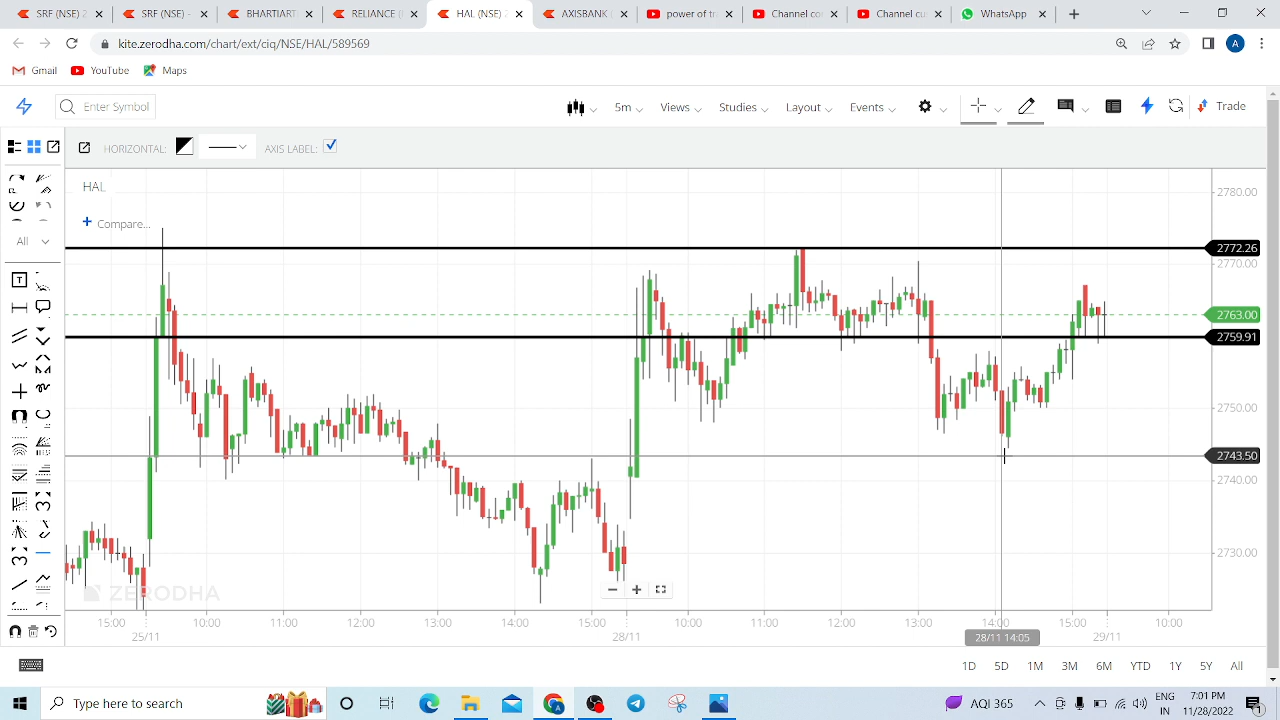 SRF (NSE) 2
BHARTIARTL
RELIANCE (
HAL (NSE)
AXISBANK
power of tr
Channel co
Channel cu
WhatsApp
kite.zerodha.com/chart/ext/ciq/NSE/HAL/589569
A
Gmail YouTube Maps
Enter Symbol
5m Views Studies Layout Events Trade
HORIZONTAL: AXIS LABEL:
HAL
Compare...
All
T
2780.00
2772.26
2770.00
2763.00
2759.91
2750.00
2743.50
2740.00
2730.00
ZERODHA
15:00 10:00 11:00 12:00 13:00 14:00 15:00 10:00 11:00 12:00 13:00 14:00 15:00 10:00
25/11 28/11 28/11 14:05 29/11
1D 5D 1M 3M 6M YTD 1Y 5Y All
Type here to search
AQI 365
ENG
IN
7:01 PM
11/28/2022